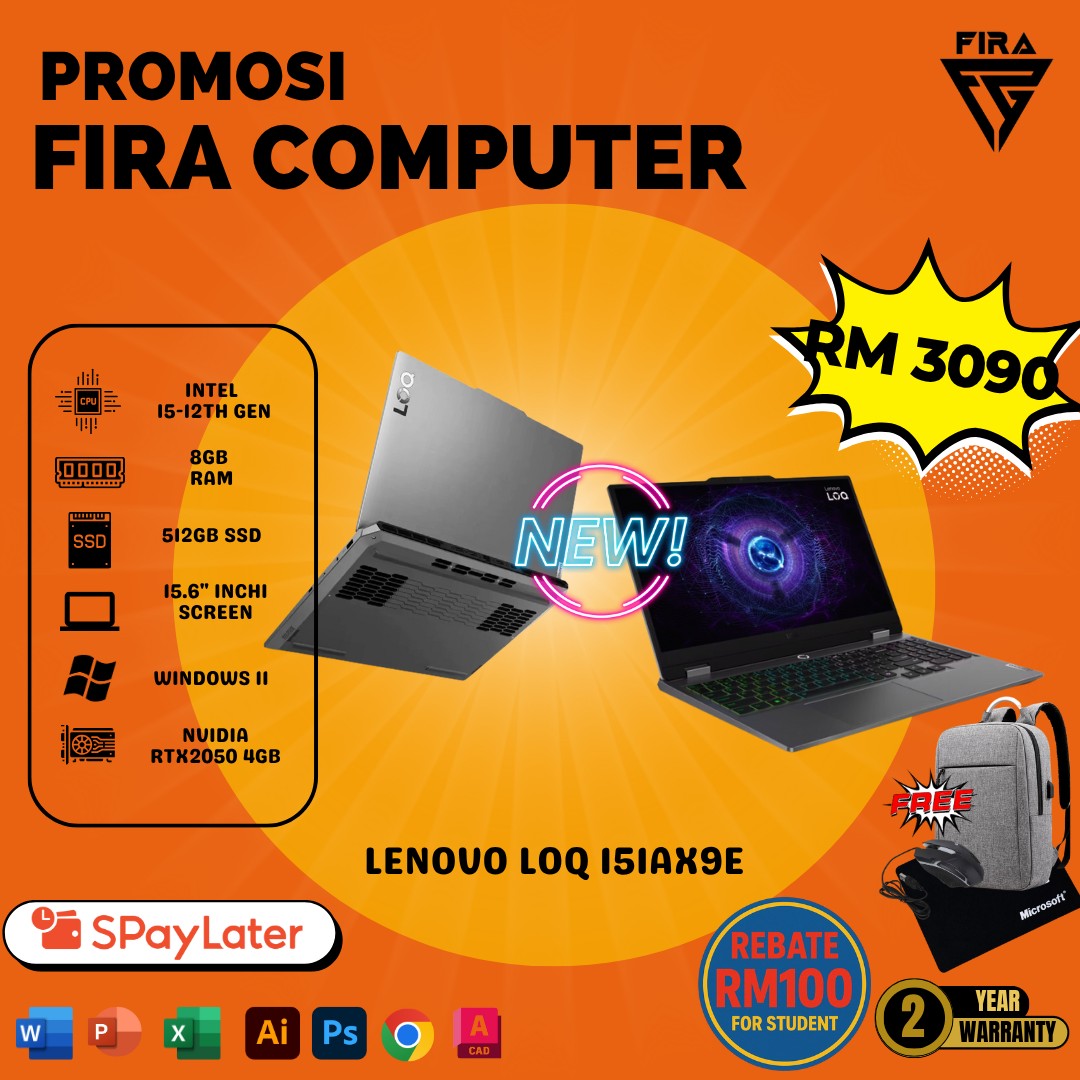 PROMOSI
FIRA COMPUTER
FIRA
FG
RM 3090
CPU
INTEL
I5-12TH GEN
8GB
RAM
SSD
512GB SSD
15.6" INCHI
SCREEN
WINDOWS 11
NVIDIA
RTX2050 4GB
LOQ
NEW!
Lenovo
LOQ
FREE
Microsoft
LENOVO LOQ 15IAX9E
SPayLater
REBATE
RM100
FOR STUDENT
2
YEAR
WARRANTY
W
P
X
Ai
Ps
A
CAD